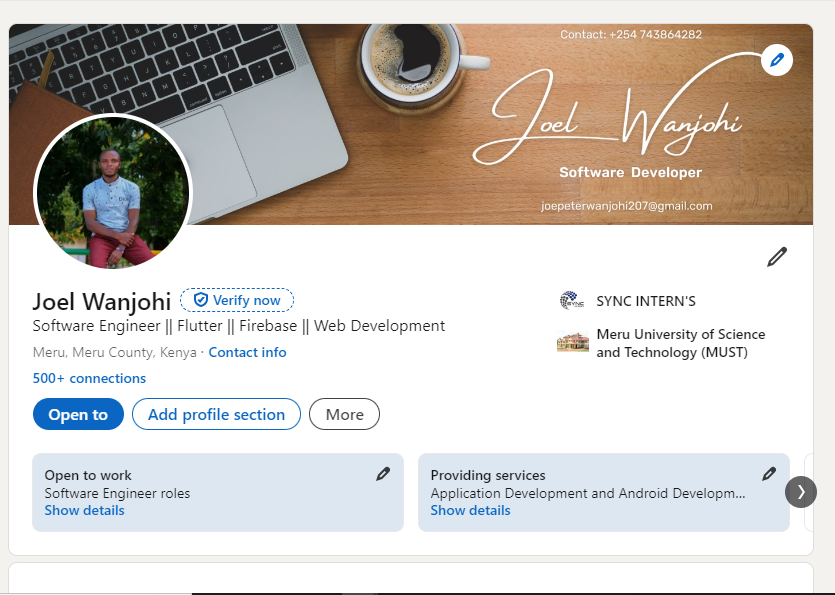 Contact: +254 743864282
Joel Wanjohi
Software Developer
joepeterwanjohi207@gmail.com
Joel Wanjohi
Verify now
Software Engineer || Flutter || Firebase || Web Development
Meru, Meru County, Kenya · Contact info
500+ connections
SYNC
SYNC INTERN'S
Meru University of Science
and Technology (MUST)
Open to
Add profile section
More
Open to work
Software Engineer roles
Show details
Providing services
Application Development and Android Developm...
Show details